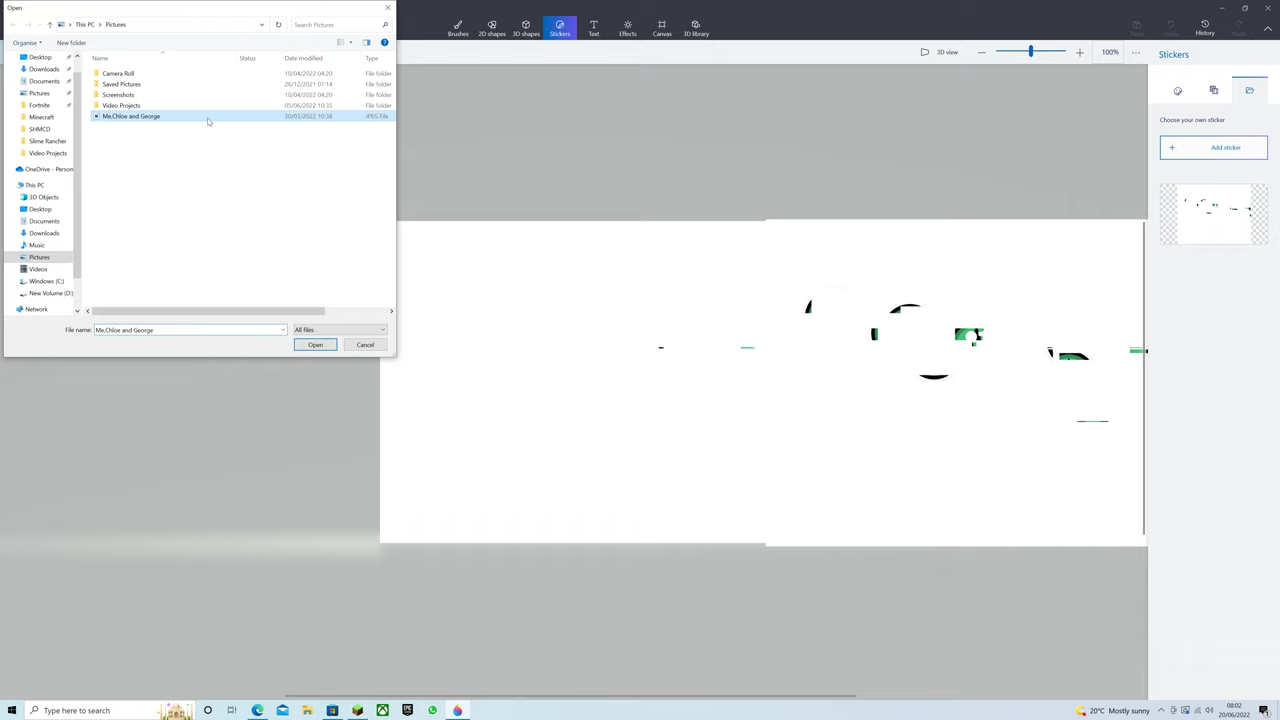 Open
This PC > Pictures
Search Pictures
Organise
New folder
Name
Status
Date modified
Type
Desktop
Downloads
Documents
Pictures
Fortnite
Minecraft
SHMCD
Slime Rancher
Video Projects
OneDrive - Person
This PC
3D Objects
Desktop
Documents
Downloads
Music
Pictures
Videos
Windows (C:)
New Volume (D:)
Network
Camera Roll 10/04/2022 04:20 File folder
Saved Pictures 26/12/2021 07:14 File folder
Screenshots 10/04/2022 04:20 File folder
Video Projects 05/06/2022 10:35 File folder
Me,Chloe and George 30/03/2022 10:38 JPEG File
File name: Me,Chloe and George
All files
Open
Cancel
Brushes
2D shapes
3D shapes
Stickers
Text
Effects
Canvas
3D library
Paste
Undo
History
Redo
3D view
100%
Stickers
Choose your own sticker
+ Add sticker
Type here to search
20°C Mostly sunny
08:02
20/06/2022